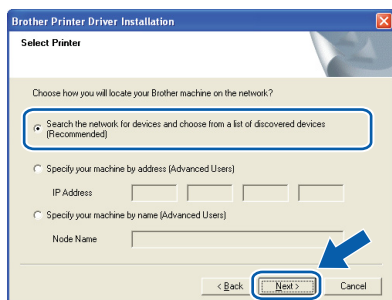 Brother Printer Driver Installation
Select Printer
Choose how you will locate your Brother machine on the network?
Search the network for devices and choose from a list of discovered devices
(Recommended)
Specify your machine by address (Advanced Users)
IP Address
Specify your machine by name (Advanced Users)
Node Name
< Back
Next >
Cancel